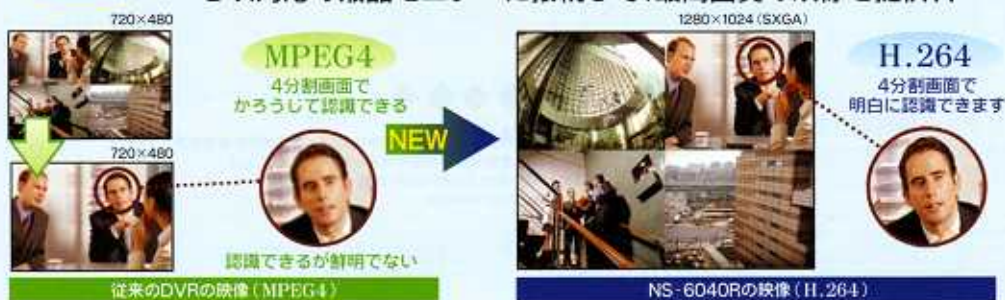 720×480
MPEG4
4分割画面で
かろうじて認識できる
720×480
認識できるが鮮明でない
従来のDVRの映像(MPEG4)
NEW
1280×1024(SXGA)
H.264
4分割画面で
明白に認識できます
NS-6040Rの映像(H.264)